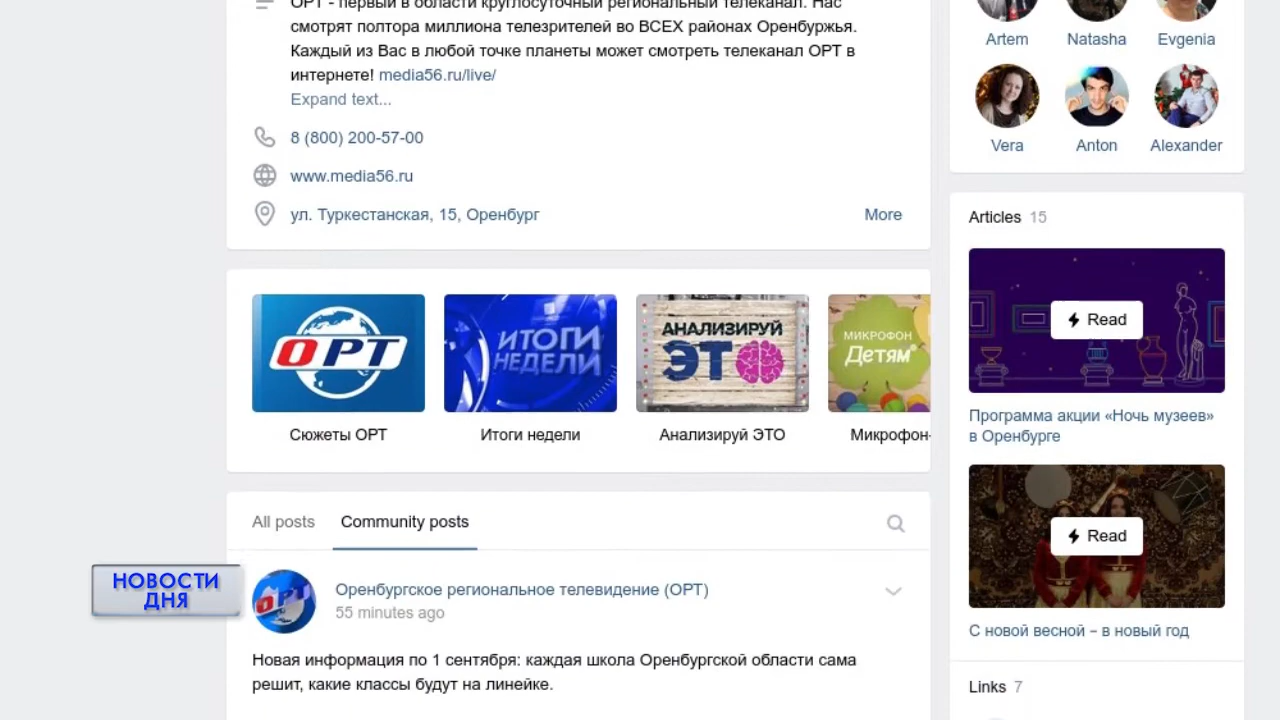 ОРТ - первый в области круглосуточный региональный телеканал. Нас
смотрят полтора миллиона телезрителей во ВСЕХ районах Оренбуржья.
Каждый из Вас в любой точке планеты может смотреть телеканал ОРТ в
интернете! media56.ru/live/
Expand text...
8 (800) 200-57-00
www.media56.ru
ул. Туркестанская, 15, Оренбург
More
Artem
Natasha
Evgenia
Vera
Anton
Alexander
Articles 15
Read
Программа акции «Ночь музеев»
в Оренбурге
Read
С новой весной – в новый год
Links 7
ОРТ
ИТОГИ
НЕДЕЛИ
АНАЛИЗИРУЙ
ЭТО
МИКРОФОН
Детям
Сюжеты ОРТ
Итоги недели
Анализируй ЭТО
Микрофон-
All posts
Community posts
НОВОСТИ
ДНЯ
ОРТ
Оренбургское региональное телевидение (ОРТ)
55 minutes ago
Новая информация по 1 сентября: каждая школа Оренбургской области сама
решит, какие классы будут на линейке.